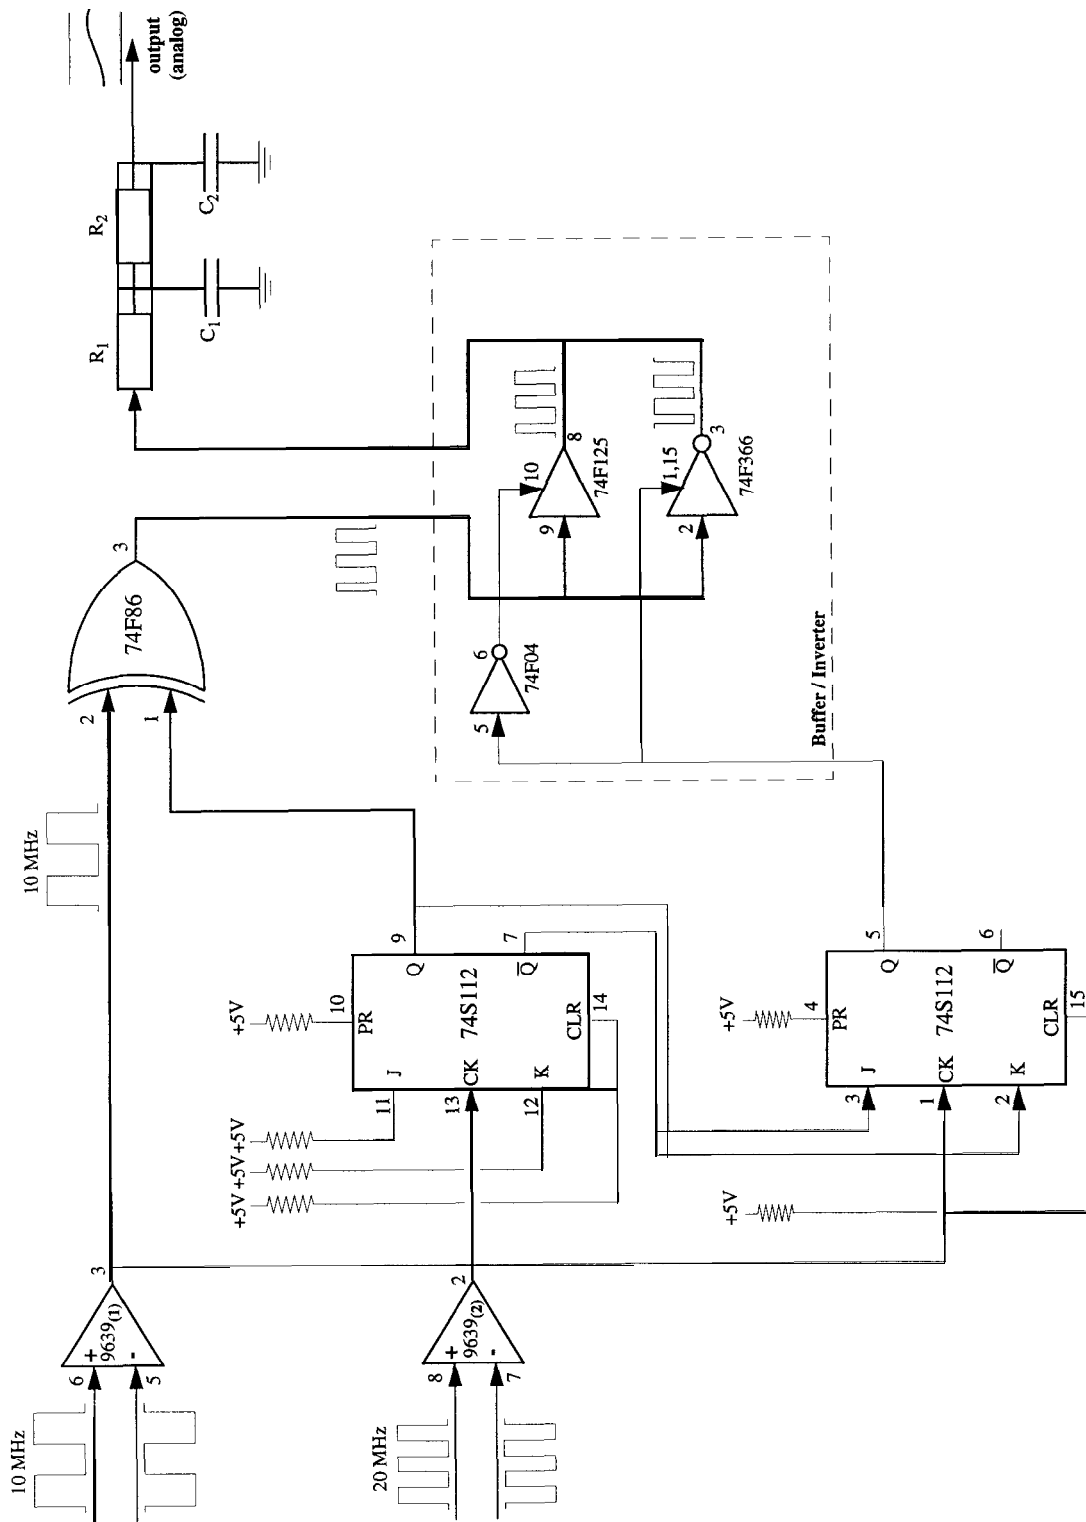 10 MHz
6
5
+
-
9639(1)
3
20 MHz
8
7
+
-
9639(2)
2
10 MHz
2
1
74F86
3
+5V
+5V
+5V
+5V
10
PR
11
J
13
CK
12
K
74S112
9
Q
7
Q̅
CLR
14
+5V
+5V
4
PR
3
J
1
CK
2
K
74S112
5
Q
6
Q̅
CLR
15
5
6
74F04
9
10
8
74F125
2
1,15
3
74F366
Buffer / Inverter
R1
R2
C1
C2
output
(analog)